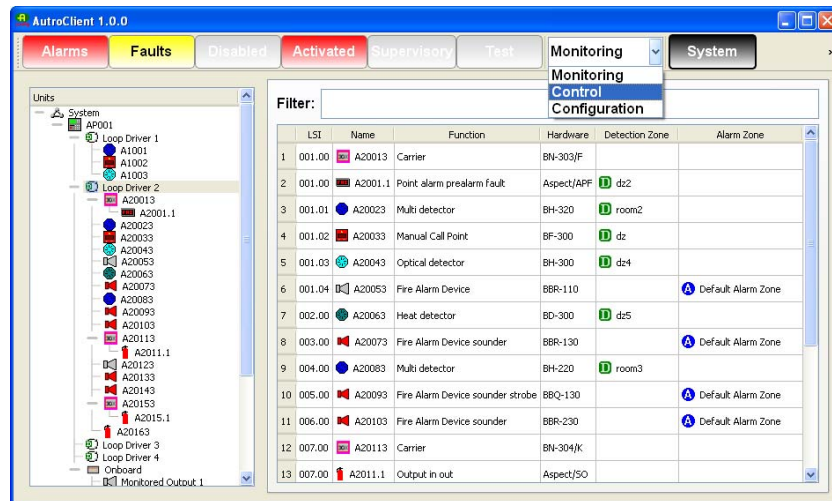 AutroClient 1.0.0
Alarms Faults Disabled Activated Supervisory Test Monitoring System »
Monitoring
Control
Configuration
Units
System
AP001
Loop Driver 1
A1001
A1002
A1003
Loop Driver 2
A20013
A2001.1
A20023
A20033
A20043
A20053
A20063
A20073
A20083
A20093
A20103
A20113
A2011.1
A20123
A20133
A20143
A20153
A2015.1
A20163
Loop Driver 3
Loop Driver 4
Onboard
Monitored Output 1
Filter:
LSI Name Function Hardware Detection Zone Alarm Zone
1 001.00 A20013 Carrier BN-303/F
2 001.00 A2001.1 Point alarm prealarm fault Aspect/APF D dz2
3 001.01 A20023 Multi detector BH-320 D room2
4 001.02 A20033 Manual Call Point BF-300 D dz
5 001.03 A20043 Optical detector BH-300 D dz4
6 001.04 A20053 Fire Alarm Device BBR-110 A Default Alarm Zone
7 002.00 A20063 Heat detector BD-300 D dz5
8 003.00 A20073 Fire Alarm Device sounder BBR-130 A Default Alarm Zone
9 004.00 A20083 Multi detector BH-220 D room3
10 005.00 A20093 Fire Alarm Device sounder strobe BBQ-130 A Default Alarm Zone
11 006.00 A20103 Fire Alarm Device sounder BBR-230 A Default Alarm Zone
12 007.00 A20113 Carrier BN-304/K
13 007.00 A2011.1 Output in out Aspect/SO